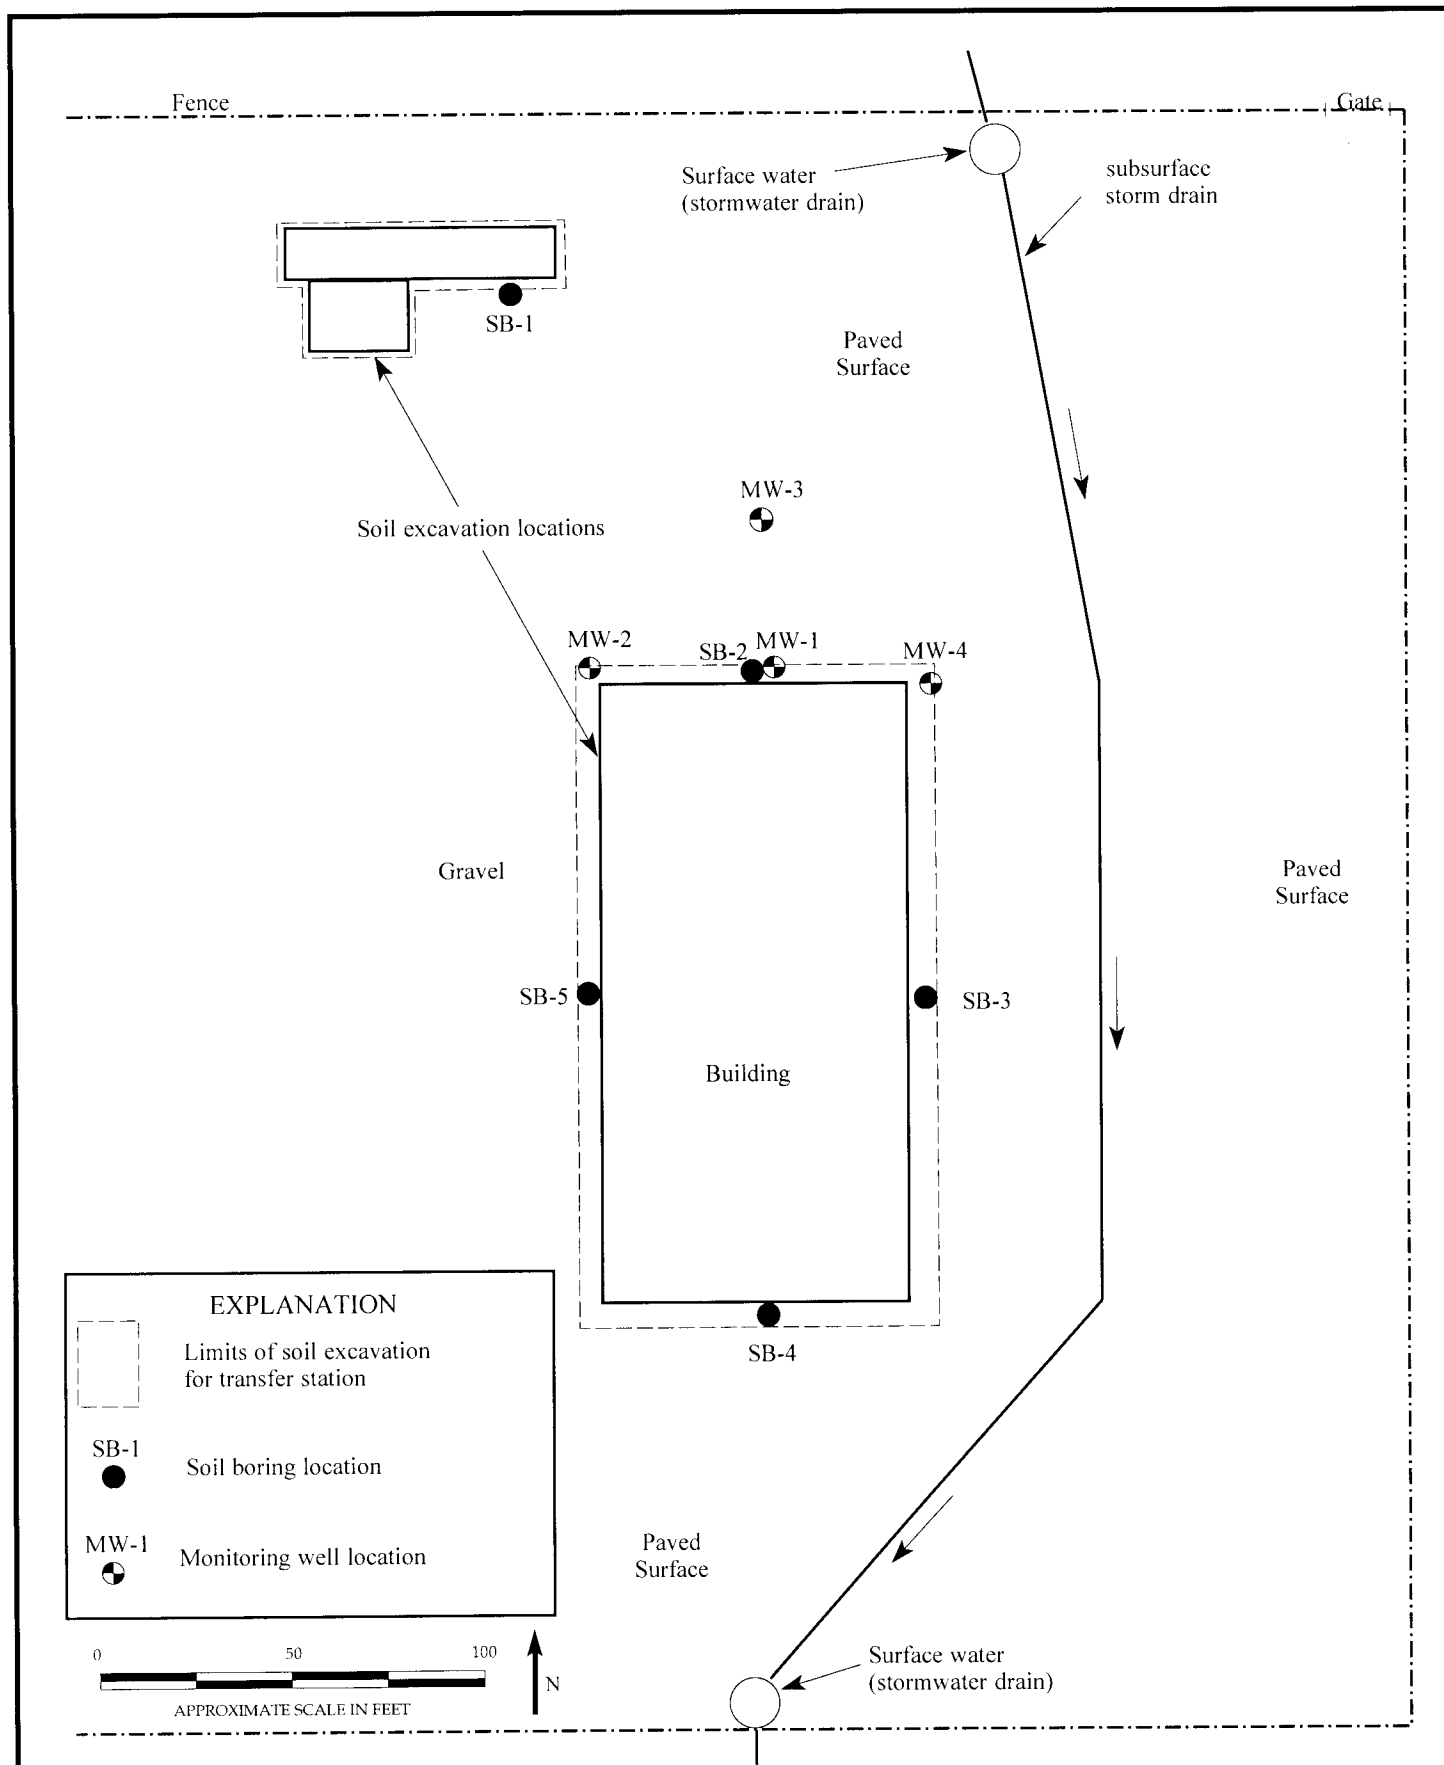 Fence
Gate
Surface water
(stormwater drain)
subsurface
storm drain
SB-1
Paved
Surface
MW-3
Soil excavation locations
MW-2
SB-2
MW-1
MW-4
Gravel
Paved
Surface
SB-5
SB-3
Building
SB-4
EXPLANATION
Limits of soil excavation
for transfer station
SB-1
Soil boring location
MW-1
Monitoring well location
Paved
Surface
Surface water
(stormwater drain)
0 50 100
N
APPROXIMATE SCALE IN FEET